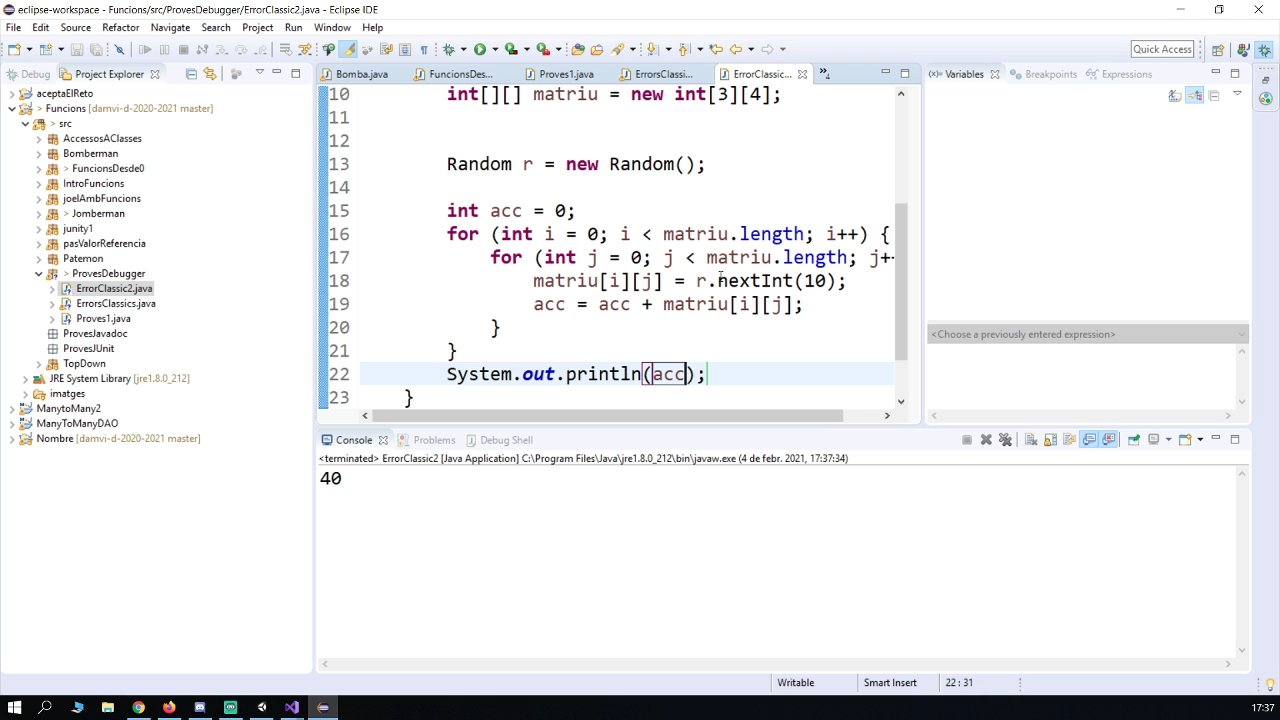 eclipse-workspace - Funcions/src/ProvesDebugger/ErrorClassic2.java - Eclipse IDE
File Edit Source Refactor Navigate Search Project Run Window Help
Quick Access
Debug Project Explorer
Bomba.java FuncionsDes... Proves1.java ErrorsClassi... ErrorClassic... »4
(x)= Variables Breakpoints Expressions
aceptaElReto
> Funcions [damvi-d-2020-2021 master]
> src
AccessosAClasses
Bomberman
> FuncionsDesde0
IntroFuncions
joelAmbFuncions
> Jomberman
junity1
pasValorReferencia
Patemon
> ProvesDebugger
ErrorClassic2.java
ErrorsClassics.java
Proves1.java
ProvesJavadoc
ProvesJUnit
TopDown
JRE System Library [jre1.8.0_212]
imatges
ManytoMany2
ManyToManyDAO
Nombre [damvi-d-2020-2021 master]
10 int[][] matriu = new int[3][4];
11
12
13 Random r = new Random();
14
15 int acc = 0;
16 for (int i = 0; i < matriu.length; i++) {
17 for (int j = 0; j < matriu.length; j+
18 matriu[i][j] = r.nextInt(10);
19 acc = acc + matriu[i][j];
20 }
21 }
22 System.out.println(acc);
23 }
<Choose a previously entered expression>
Console Problems Debug Shell
<terminated> ErrorClassic2 [Java Application] C:\Program Files\Java\jre1.8.0_212\bin\javaw.exe (4 de febr. 2021, 17:37:34)
40
Writable Smart Insert 22 : 31
17:37